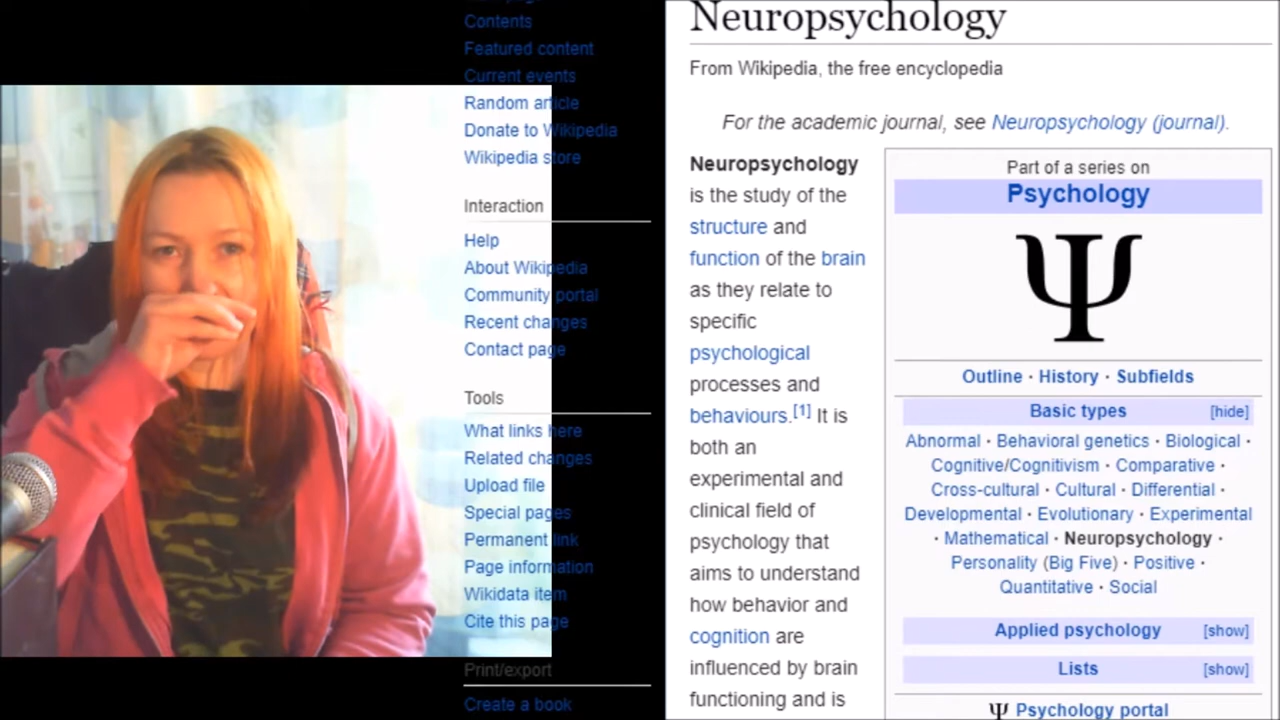 Contents
Featured content
Current events
Random article
Donate to Wikipedia
Wikipedia store
Interaction
Help
About Wikipedia
Community portal
Recent changes
Contact page
Tools
What links here
Related changes
Upload file
Special pages
Permanent link
Page information
Wikidata item
Cite this page
Print/export
Create a book
Neuropsychology
From Wikipedia, the free encyclopedia
For the academic journal, see Neuropsychology (journal).
Neuropsychology
is the study of the
structure and
function of the brain
as they relate to
specific
psychological
processes and
behaviours.[1] It is
both an
experimental and
clinical field of
psychology that
aims to understand
how behavior and
cognition are
influenced by brain
functioning and is
Part of a series on
Psychology
Ψ
Outline · History · Subfields
Basic types [hide]
Abnormal · Behavioral genetics · Biological ·
Cognitive/Cognitivism · Comparative ·
Cross-cultural · Cultural · Differential ·
Developmental · Evolutionary · Experimental
· Mathematical · Neuropsychology ·
Personality (Big Five) · Positive ·
Quantitative · Social
Applied psychology [show]
Lists [show]
Ψ Psychology portal